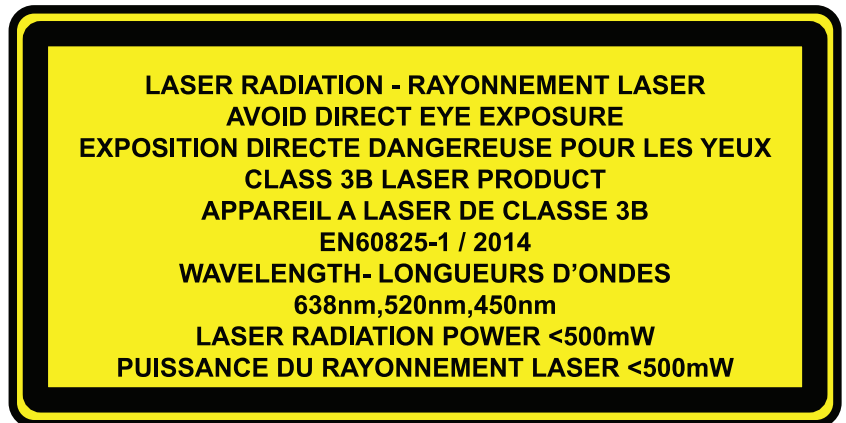 LASER RADIATION - RAYONNEMENT LASER
AVOID DIRECT EYE EXPOSURE
EXPOSITION DIRECTE DANGEREUSE POUR LES YEUX
CLASS 3B LASER PRODUCT
APPAREIL A LASER DE CLASSE 3B
EN60825-1 / 2014
WAVELENGTH- LONGUEURS D’ONDES
638nm,520nm,450nm
LASER RADIATION POWER <500mW
PUISSANCE DU RAYONNEMENT LASER <500mW